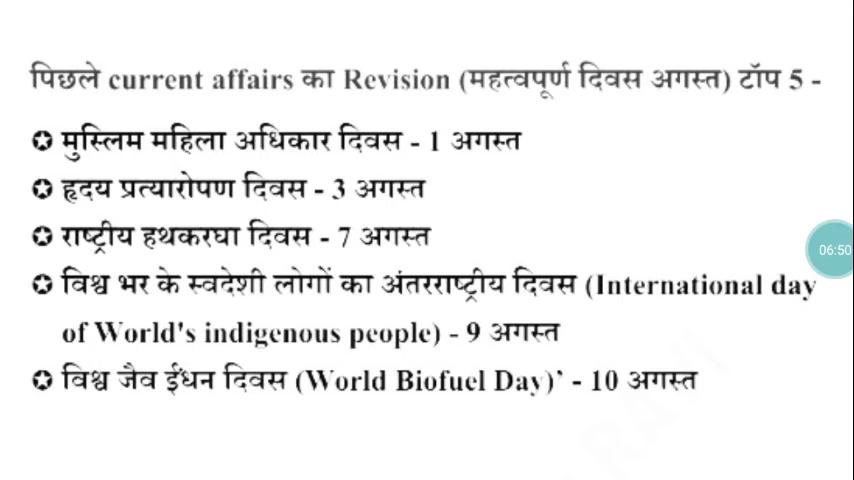 पिछले current affairs का Revision (महत्वपूर्ण दिवस अगस्त) टॉप 5 -
✪ मुस्लिम महिला अधिकार दिवस - 1 अगस्त
✪ हृदय प्रत्यारोपण दिवस - 3 अगस्त
✪ राष्ट्रीय हथकरघा दिवस - 7 अगस्त
✪ विश्व भर के स्वदेशी लोगों का अंतरराष्ट्रीय दिवस (International day
of World's indigenous people) - 9 अगस्त
✪ विश्व जैव ईंधन दिवस (World Biofuel Day)’ - 10 अगस्त
06:50